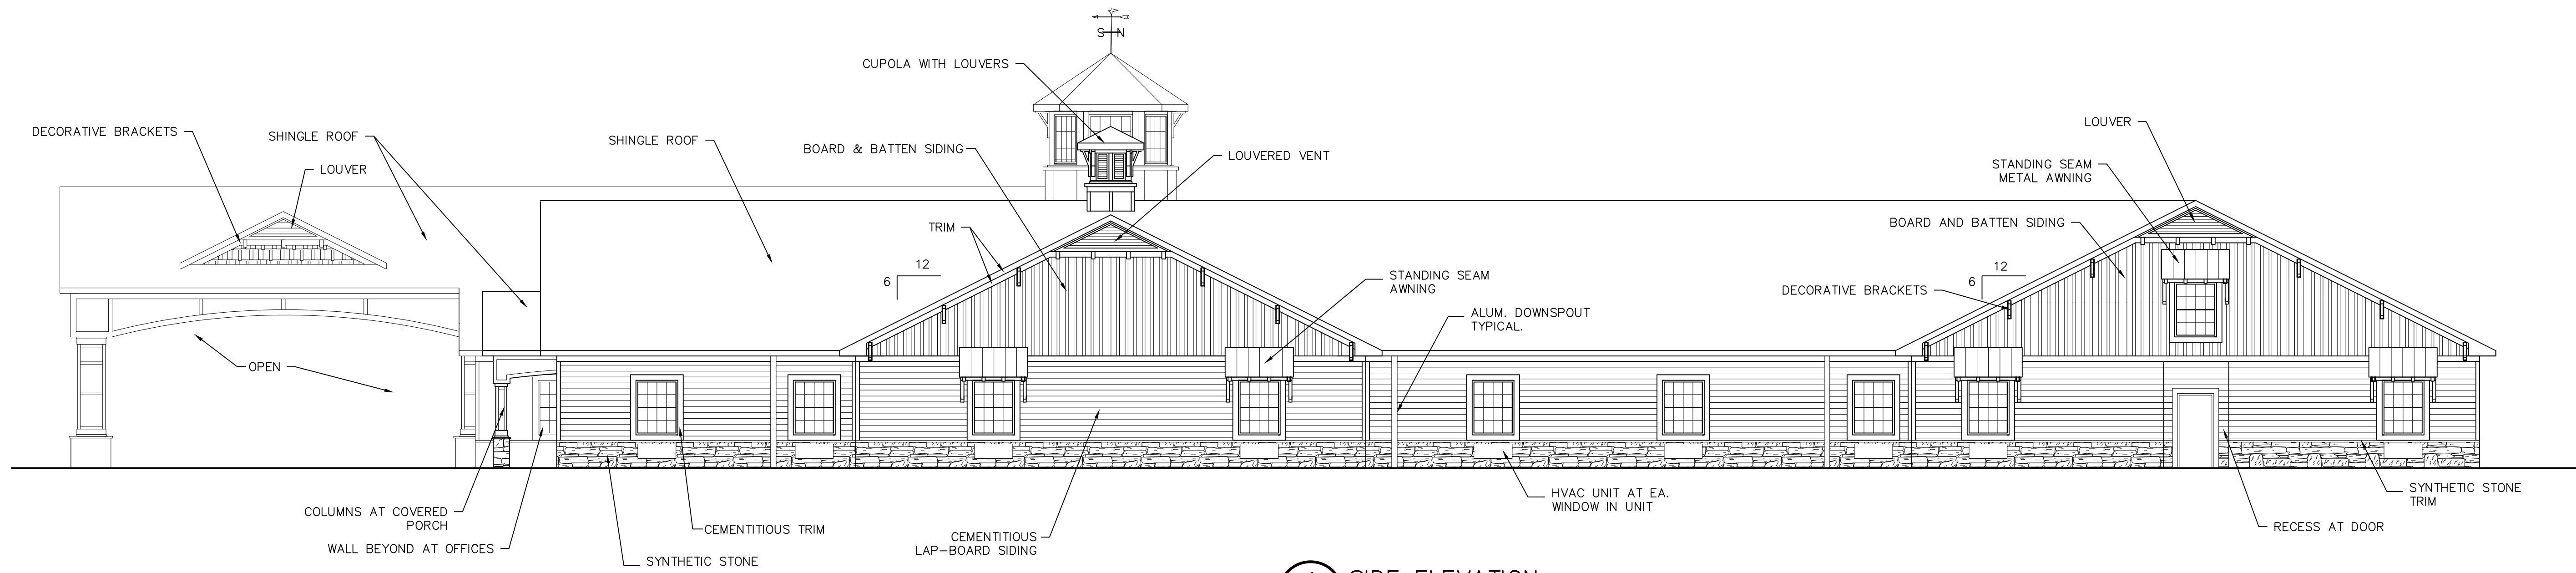 S N
CUPOLA WITH LOUVERS
DECORATIVE BRACKETS
SHINGLE ROOF
LOUVER
SHINGLE ROOF
BOARD & BATTEN SIDING
LOUVERED VENT
LOUVER
STANDING SEAM
METAL AWNING
BOARD AND BATTEN SIDING
TRIM
12
6
STANDING SEAM
AWNING
12
6
DECORATIVE BRACKETS
ALUM. DOWNSPOUT
TYPICAL.
OPEN
COLUMNS AT COVERED
PORCH
WALL BEYOND AT OFFICES
CEMENTITIOUS TRIM
SYNTHETIC STONE
CEMENTITIOUS
LAP-BOARD SIDING
HVAC UNIT AT EA.
WINDOW IN UNIT
SYNTHETIC STONE
TRIM
RECESS AT DOOR
SIDE ELEVATION